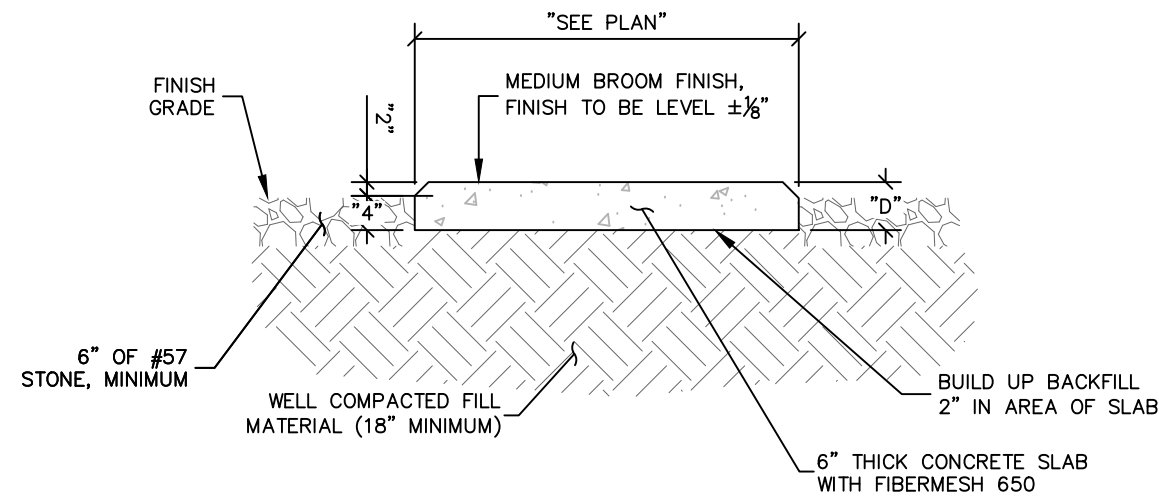 "SEE PLAN"
FINISH
GRADE
"2"
MEDIUM BROOM FINISH,
FINISH TO BE LEVEL ±⅛"
"4"
"D"
6" OF #57
STONE, MINIMUM
WELL COMPACTED FILL
MATERIAL (18" MINIMUM)
BUILD UP BACKFILL
2" IN AREA OF SLAB
6" THICK CONCRETE SLAB
WITH FIBERMESH 650